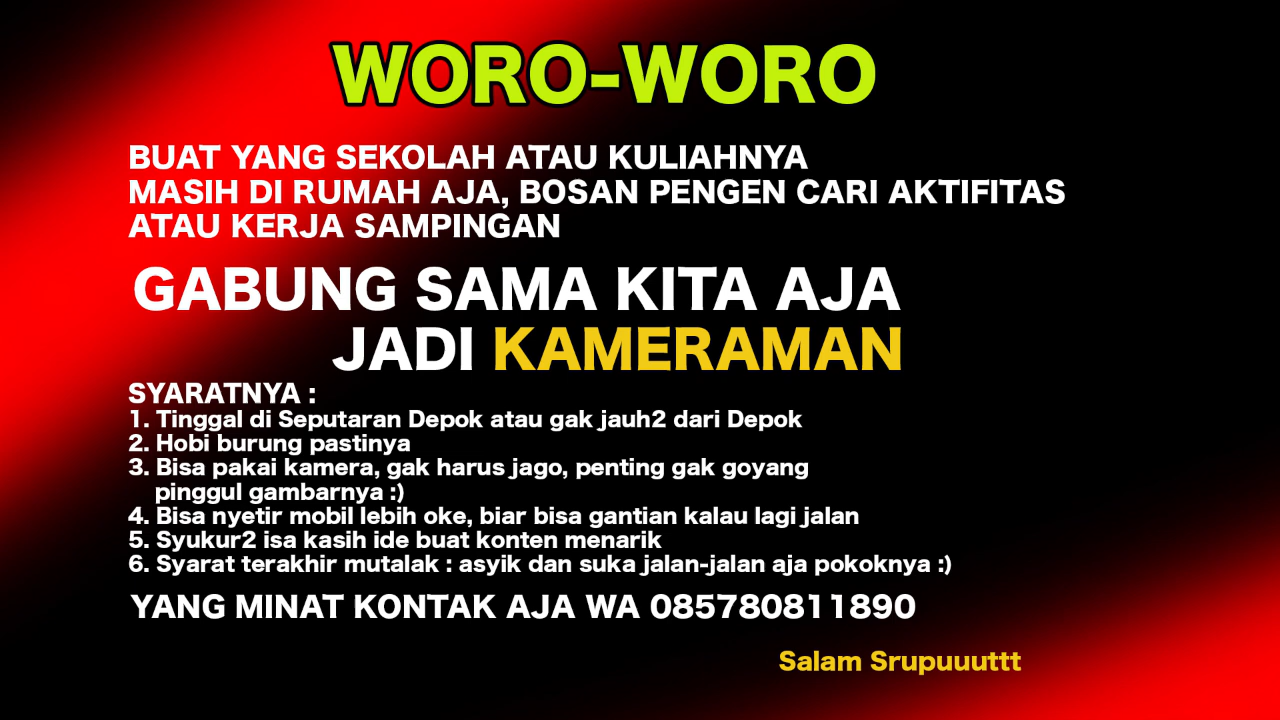 WORO-WORO
BUAT YANG SEKOLAH ATAU KULIAHNYA
MASIH DI RUMAH AJA, BOSAN PENGEN CARI AKTIFITAS
ATAU KERJA SAMPINGAN
GABUNG SAMA KITA AJA
JADI KAMERAMAN
SYARATNYA :
1. Tinggal di Seputaran Depok atau gak jauh2 dari Depok
2. Hobi burung pastinya
3. Bisa pakai kamera, gak harus jago, penting gak goyang
pinggul gambarnya :)
4. Bisa nyetir mobil lebih oke, biar bisa gantian kalau lagi jalan
5. Syukur2 isa kasih ide buat konten menarik
6. Syarat terakhir mutalak : asyik dan suka jalan-jalan aja pokoknya :)
YANG MINAT KONTAK AJA WA 085780811890
Salam Srupuuuttt